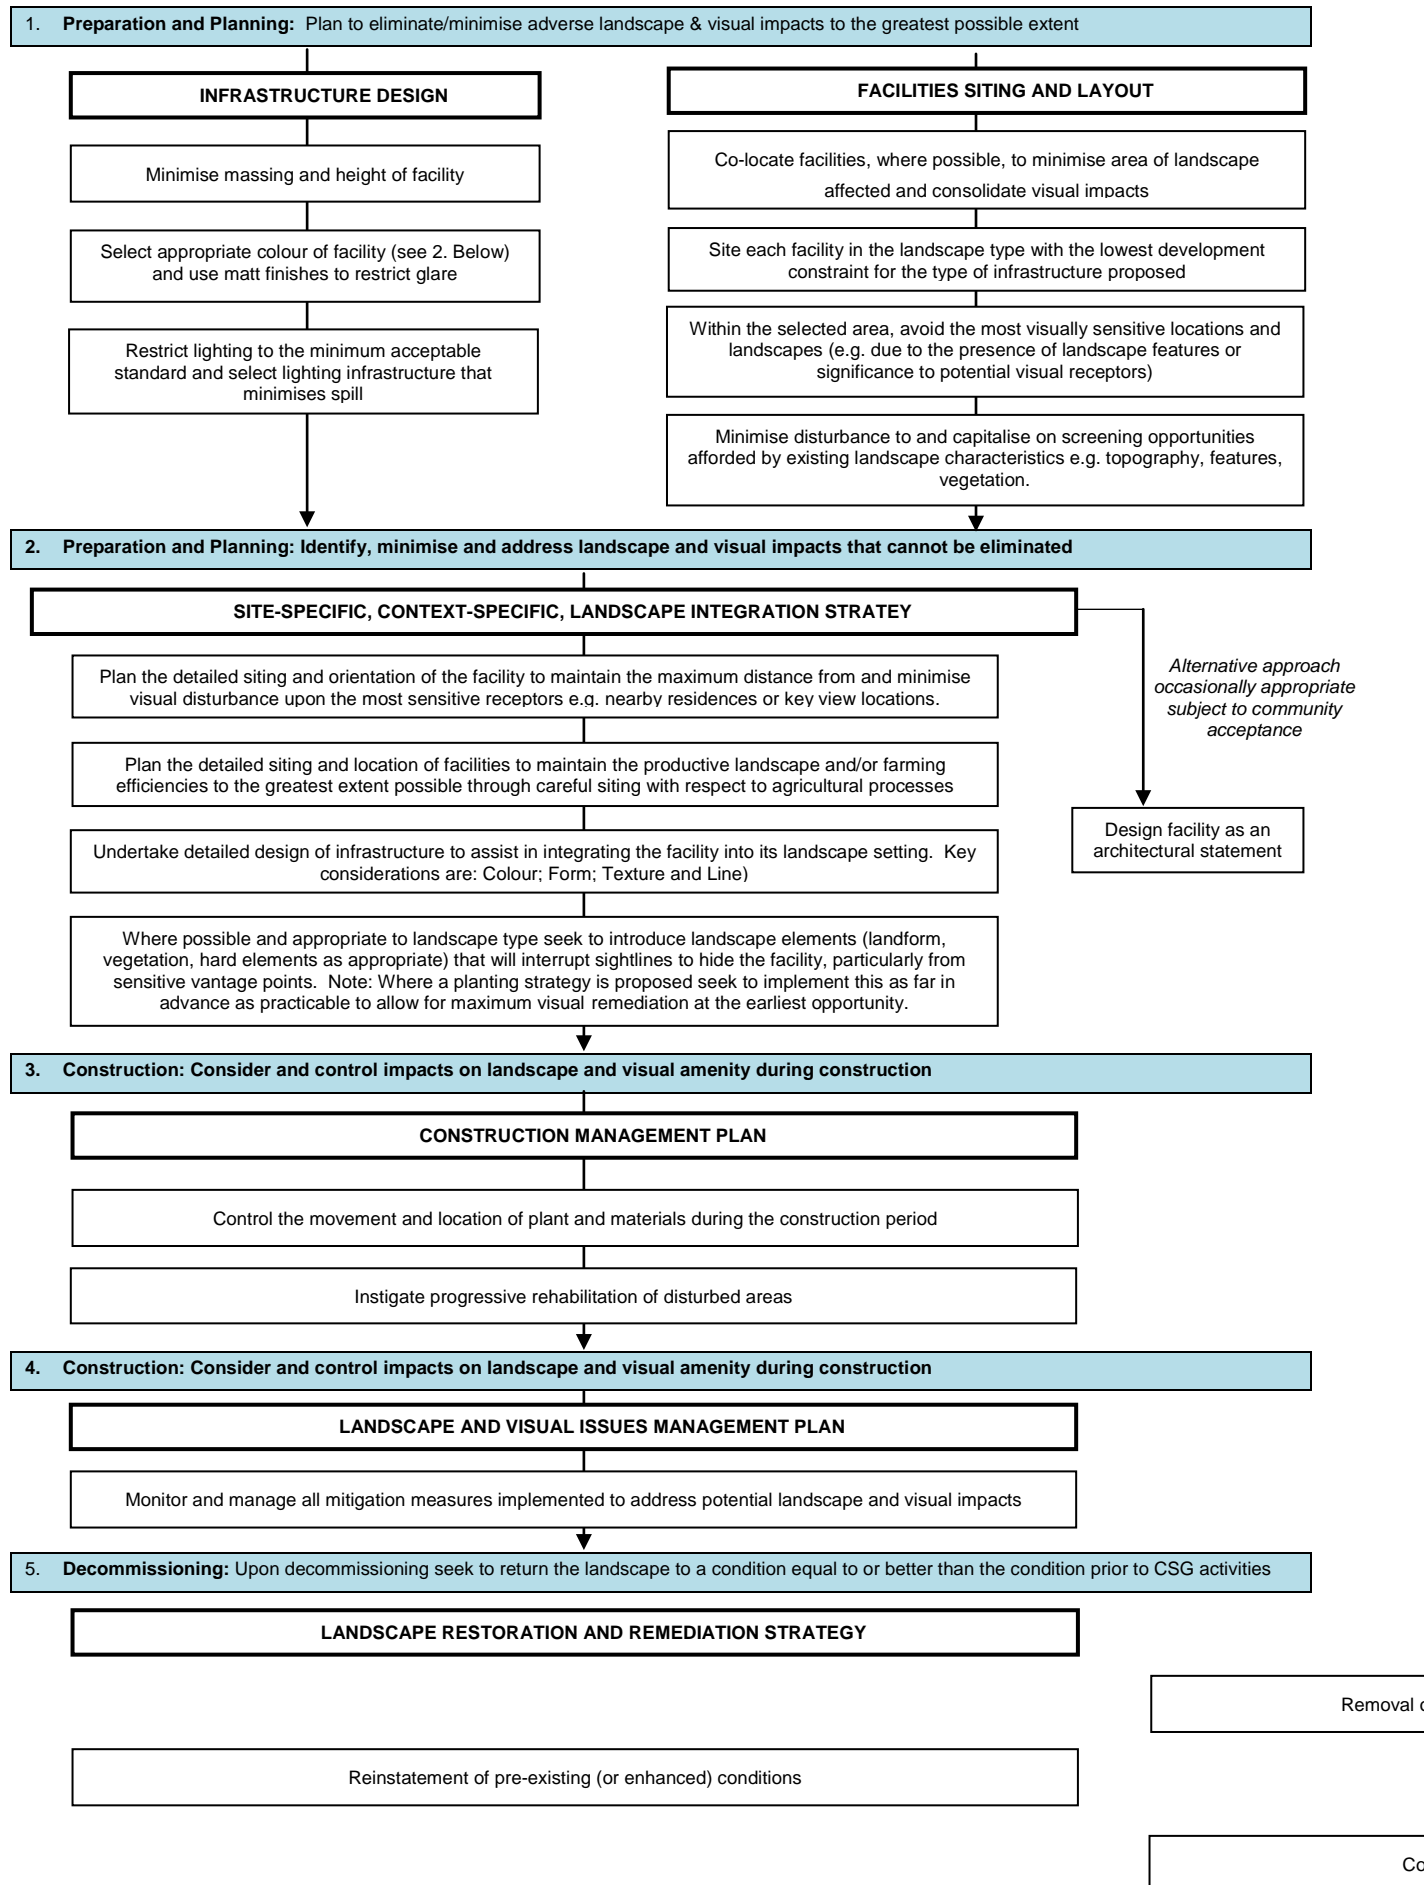 1. Preparation and Planning: Plan to eliminate/minimise adverse landscape & visual impacts to the greatest possible extent
INFRASTRUCTURE DESIGN
Minimise massing and height of facility
Select appropriate colour of facility (see 2. Below)
and use matt finishes to restrict glare
Restrict lighting to the minimum acceptable
standard and select lighting infrastructure that
minimises spill
FACILITIES SITING AND LAYOUT
Co-locate facilities, where possible, to minimise area of landscape
affected and consolidate visual impacts
Site each facility in the landscape type with the lowest development
constraint for the type of infrastructure proposed
Within the selected area, avoid the most visually sensitive locations and
landscapes (e.g. due to the presence of landscape features or
significance to potential visual receptors)
Minimise disturbance to and capitalise on screening opportunities
afforded by existing landscape characteristics e.g. topography, features,
vegetation.
2. Preparation and Planning: Identify, minimise and address landscape and visual impacts that cannot be eliminated
SITE-SPECIFIC, CONTEXT-SPECIFIC, LANDSCAPE INTEGRATION STRATEY
Plan the detailed siting and orientation of the facility to maintain the maximum distance from and minimise
visual disturbance upon the most sensitive receptors e.g. nearby residences or key view locations.
Plan the detailed siting and location of facilities to maintain the productive landscape and/or farming
efficiencies to the greatest extent possible through careful siting with respect to agricultural processes
Undertake detailed design of infrastructure to assist in integrating the facility into its landscape setting. Key
considerations are: Colour; Form; Texture and Line)
Where possible and appropriate to landscape type seek to introduce landscape elements (landform,
vegetation, hard elements as appropriate) that will interrupt sightlines to hide the facility, particularly from
sensitive vantage points. Note: Where a planting strategy is proposed seek to implement this as far in
advance as practicable to allow for maximum visual remediation at the earliest opportunity.
Alternative approach
occasionally appropriate
subject to community
acceptance
Design facility as an
architectural statement
3. Construction: Consider and control impacts on landscape and visual amenity during construction
CONSTRUCTION MANAGEMENT PLAN
Control the movement and location of plant and materials during the construction period
Instigate progressive rehabilitation of disturbed areas
4. Construction: Consider and control impacts on landscape and visual amenity during construction
LANDSCAPE AND VISUAL ISSUES MANAGEMENT PLAN
Monitor and manage all mitigation measures implemented to address potential landscape and visual impacts
5. Decommissioning: Upon decommissioning seek to return the landscape to a condition equal to or better than the condition prior to CSG activities
LANDSCAPE RESTORATION AND REMEDIATION STRATEGY
Removal
Reinstatement of pre-existing (or enhanced) conditions